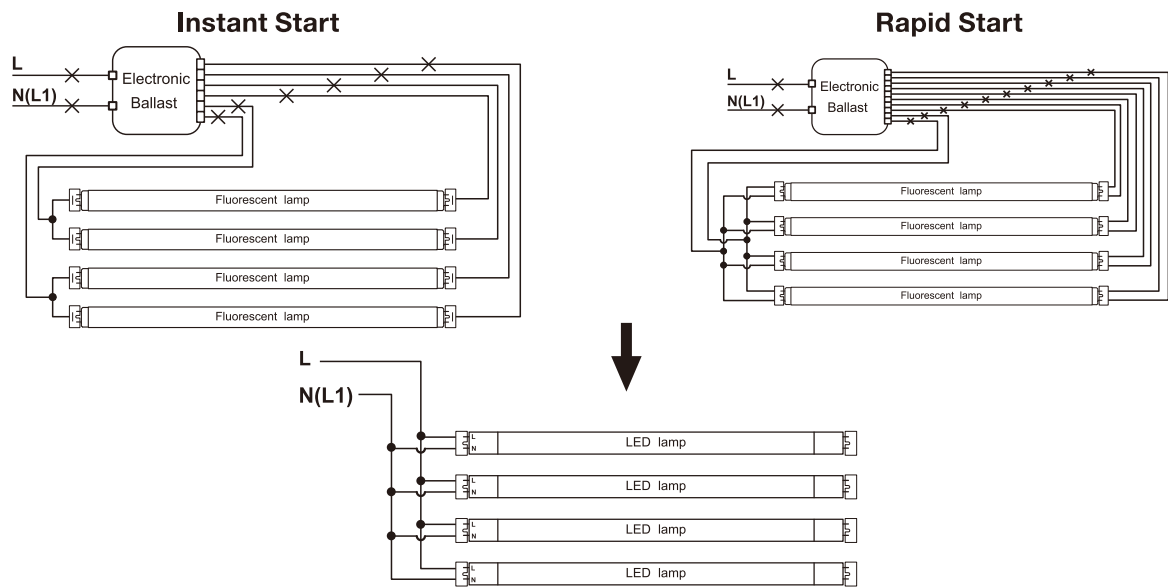 Instant Start
L
N(L1)
Electronic
Ballast
Fluorescent lamp
Fluorescent lamp
Fluorescent lamp
Fluorescent lamp
Rapid Start
L
N(L1)
Electronic
Ballast
Fluorescent lamp
Fluorescent lamp
Fluorescent lamp
Fluorescent lamp
L
N(L1)
L
N
LED lamp
L
N
LED lamp
L
N
LED lamp
L
N
LED lamp